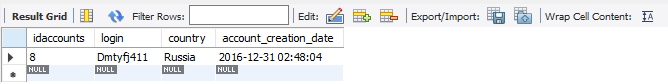 Result Grid Filter Rows: Edit: Export/Import: Wrap Cell Content:
idaccounts login country account_creation_date
8 Dmtyfj411 Russia 2016-12-31 02:48:04
NULL NULL NULL NULL